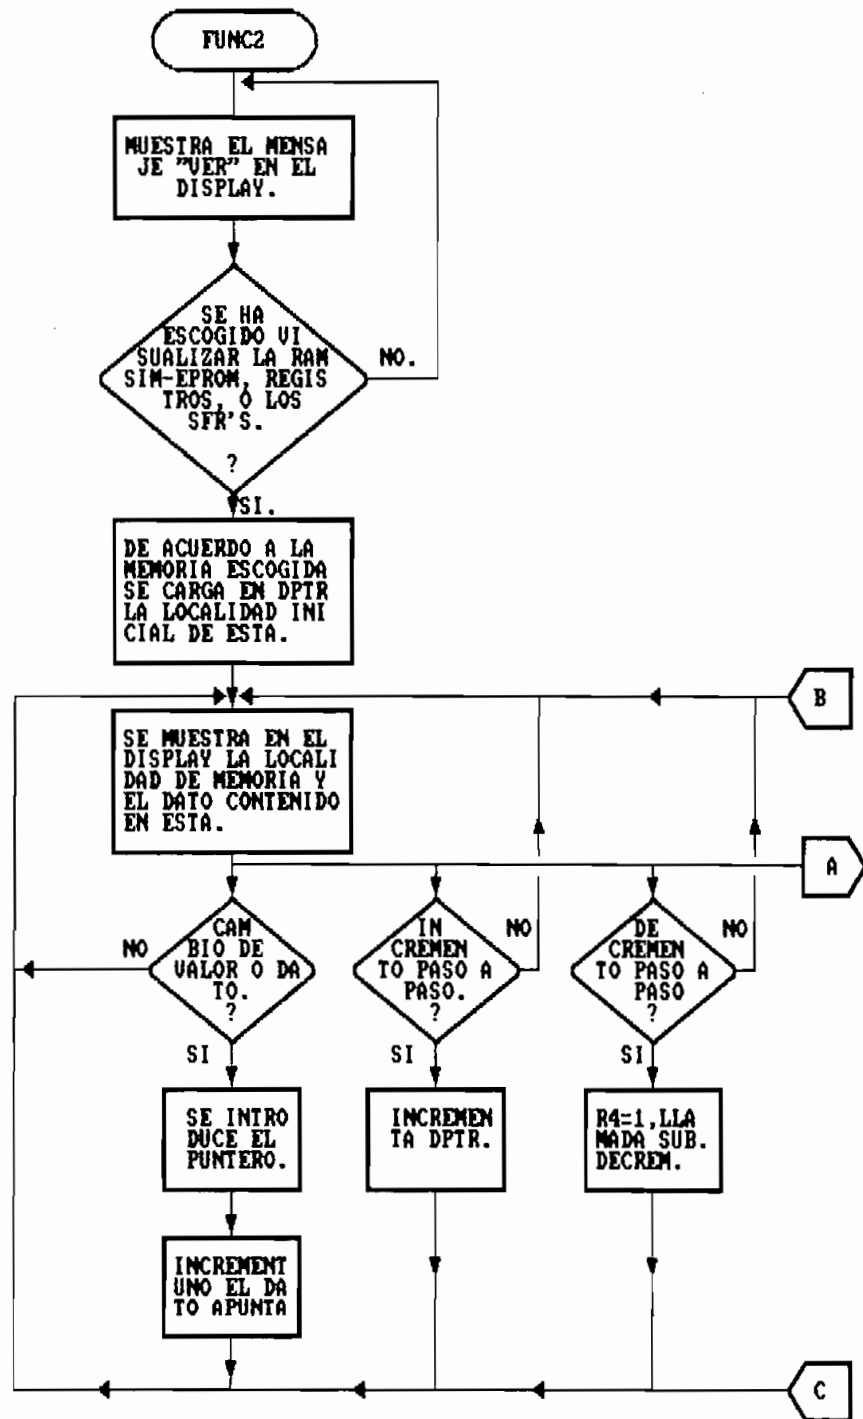 FUNC2
MUESTRA EL MENSA
JE "VER" EN EL
DISPLAY.
SE HA
ESCOGIDO VI
SUALIZAR LA RAM
SIM-EPROM, REGIS
TROS, O LOS
SFR'S.
?
NO.
SI.
DE ACUERDO A LA
MEMORIA ESCOGIDA
SE CARGA EN DPTR
LA LOCALIDAD INI
CIAL DE ESTA.
B
SE MUESTRA EN EL
DISPLAY LA LOCALI
DAD DE MEMORIA Y
EL DATO CONTENIDO
EN ESTA.
A
NO
CAM
BIO DE
VALOR O DA
TO.
?
SI
IN
CREMEN
TO PASO A
PASO.
?
NO
SI
DE
CREMEN
TO PASO A
PASO
?
NO
SI
SE INTRO
DUCE EL
PUNTERO.
INCREMEN
TA DPTR.
R4=1,LLA
MADA SUB.
DECREM.
INCREMENT
UNO EL DA
TO APUNTA
C